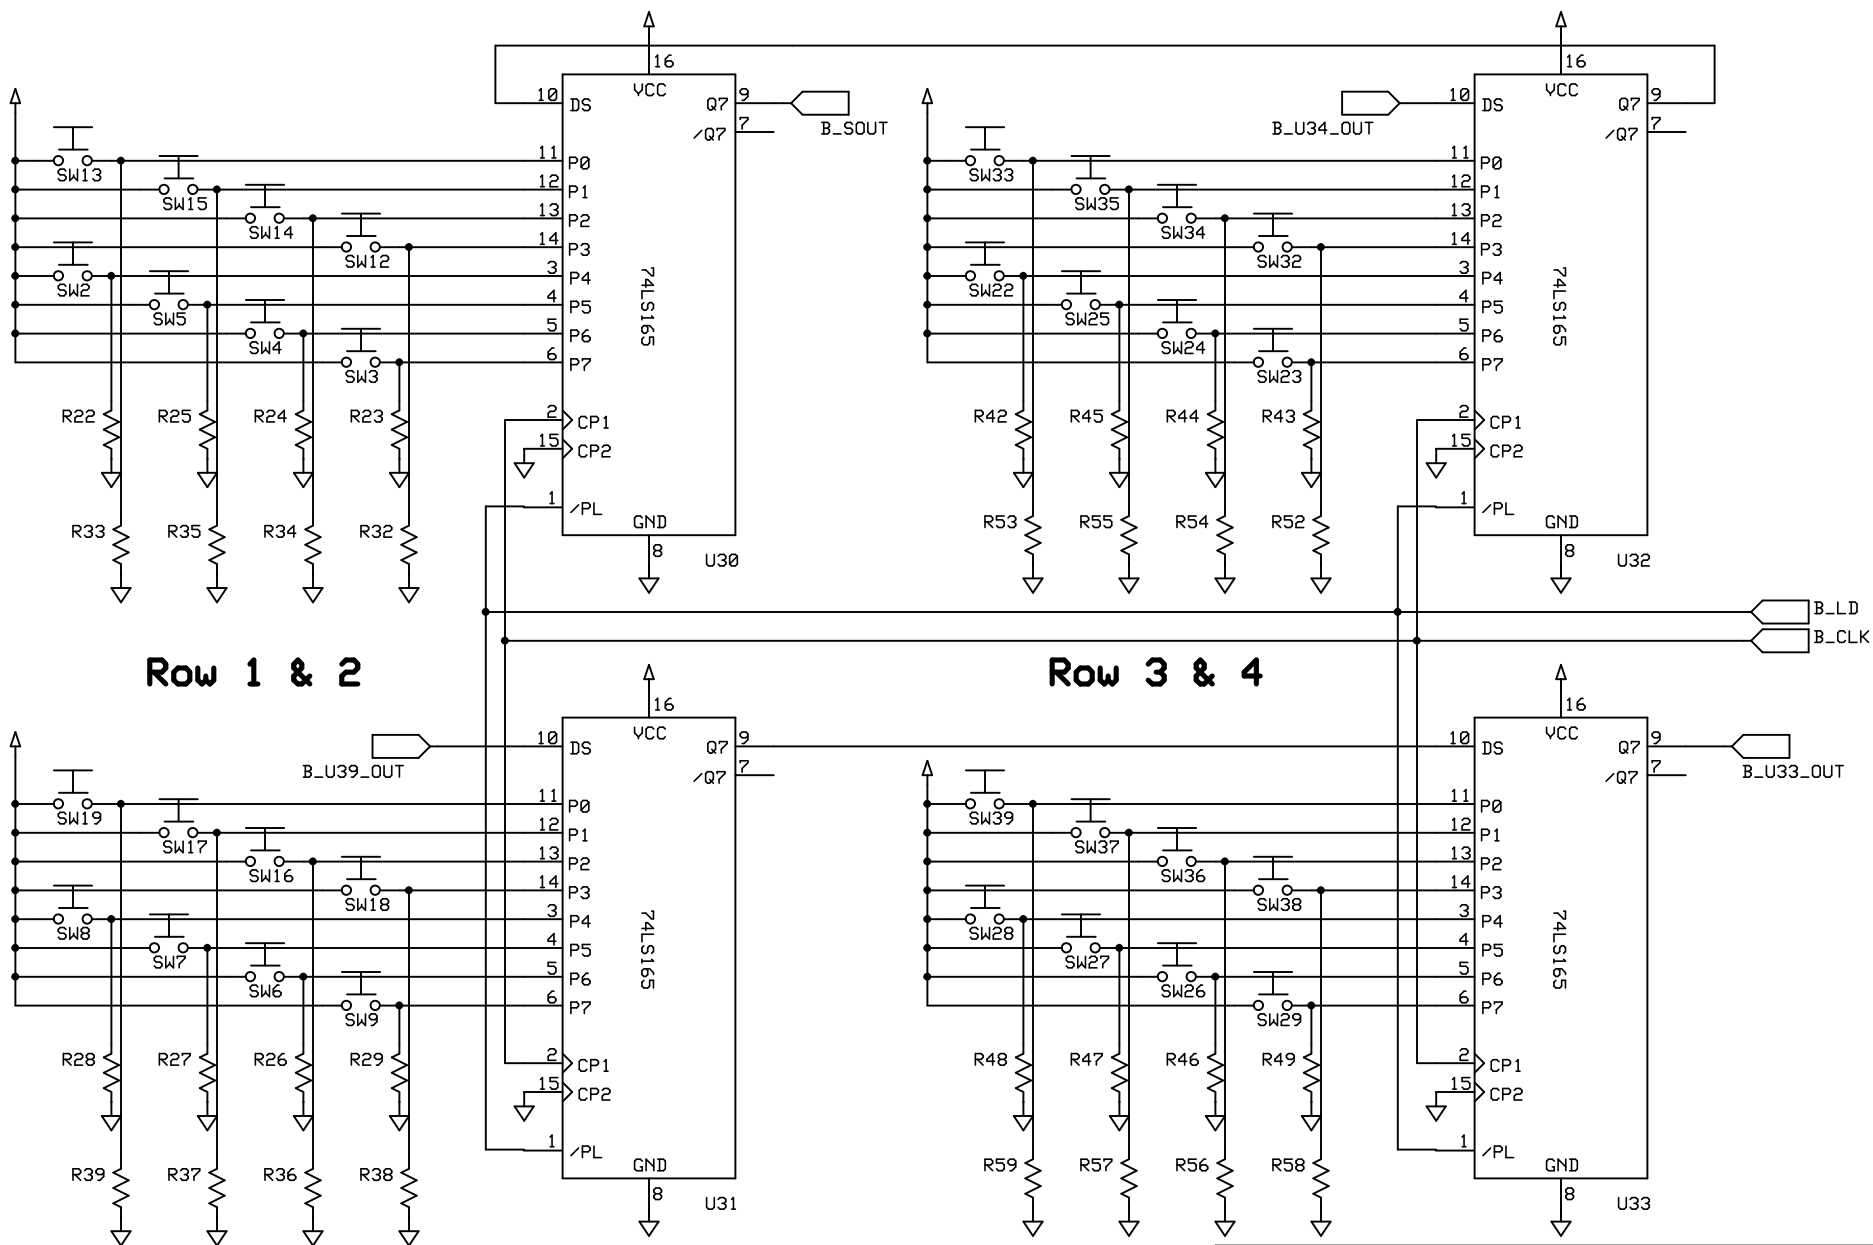 16
16
VCC
VCC
10
DS
Q7
9
B_SOUT
/Q7
7
B_U34_OUT
10
DS
Q7
9
/Q7
7
SW13
11
P0
SW15
12
P1
SW14
13
P2
SW12
14
P3
SW2
3
P4
SW5
4
P5
SW4
5
P6
SW3
6
P7
74LS165
R22
R25
R24
R23
2
CP1
15
CP2
1
/PL
R33
R35
R34
R32
GND
8
U30
SW33
11
P0
SW35
12
P1
SW34
13
P2
SW32
14
P3
SW22
3
P4
SW25
4
P5
SW24
5
P6
SW23
6
P7
74LS165
R42
R45
R44
R43
2
CP1
15
CP2
1
/PL
R53
R55
R54
R52
GND
8
U32
B_LD
B_CLK
Row 1 & 2
Row 3 & 4
16
VCC
B_U39_OUT
10
DS
Q7
9
/Q7
7
SW19
11
P0
SW17
12
P1
SW16
13
P2
SW18
14
P3
SW8
3
P4
SW7
4
P5
SW6
5
P6
SW9
6
P7
74LS165
R28
R27
R26
R29
2
CP1
15
CP2
1
/PL
R39
R37
R36
R38
GND
8
U31
16
VCC
10
DS
Q7
9
B_U33_OUT
/Q7
7
SW39
11
P0
SW37
12
P1
SW36
13
P2
SW38
14
P3
SW28
3
P4
SW27
4
P5
SW26
5
P6
SW29
6
P7
74LS165
R48
R47
R46
R49
2
CP1
15
CP2
1
/PL
R59
R57
R56
R58
GND
8
U33